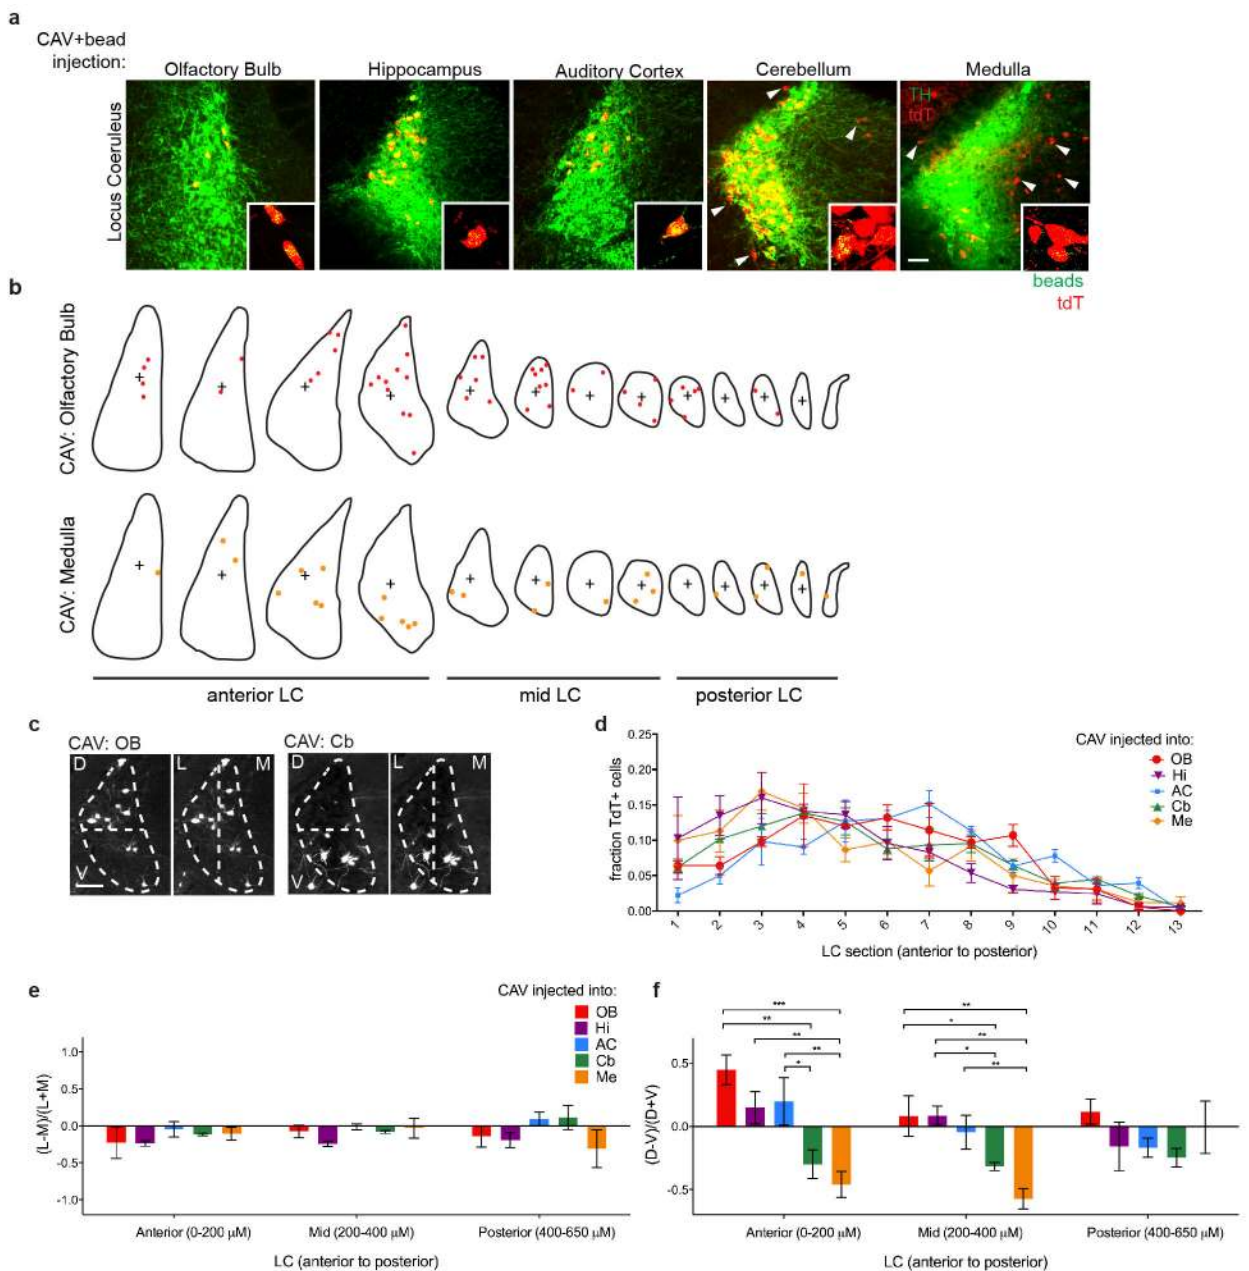 a
CAV+bead
injection:
Olfactory Bulb
Hippocampus
Auditory Cortex
Cerebellum
Medulla
Locus Coeruleus
TH
tdT
beads
tdT
b
CAV: Olfactory Bulb
CAV: Medulla
anterior LC
mid LC
posterior LC
c
CAV: OB
CAV: Cb
D
L
M
D
L
M
V
V
d
CAV injected into:
OB
Hi
AC
Cb
Me
fraction TdT+ cells
0.25
0.20
0.15
0.10
0.05
0.00
1 2 3 4 5 6 7 8 9 10 11 12 13
LC section (anterior to posterior)
e
CAV injected into:
OB
Hi
AC
Cb
Me
(L-M)/(L+M)
1.0
0.5
0.0
-0.5
-1.0
Anterior (0-200 μM)
Mid (200-400 μM)
Posterior (400-650 μM)
LC (anterior to posterior)
f
(D-V)/(D+V)
0.5
0.0
-0.5
***
**
**
**
*
**
*
**
*
**
Anterior (0-200 μM)
Mid (200-400 μM)
Posterior (400-650 μM)
LC (anterior to posterior)